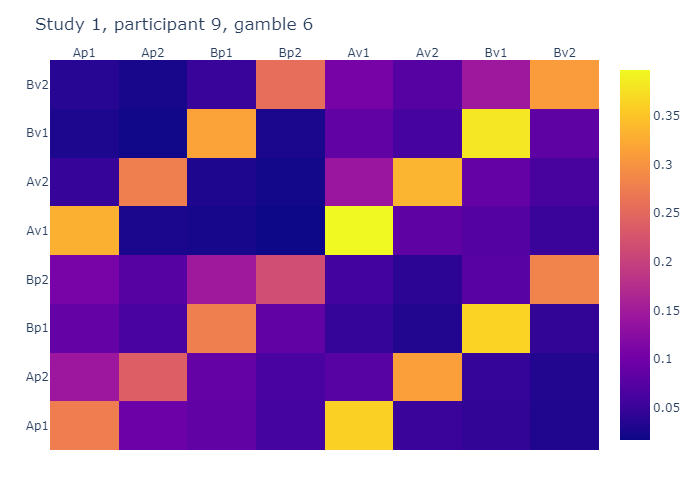 Study 1, participant 9, gamble 6
Ap1 Ap2 Bp1 Bp2 Av1 Av2 Bv1 Bv2
Bv2
Bv1
Av2
Av1
Bp2
Bp1
Ap2
Ap1
0.35
0.3
0.25
0.2
0.15
0.1
0.05